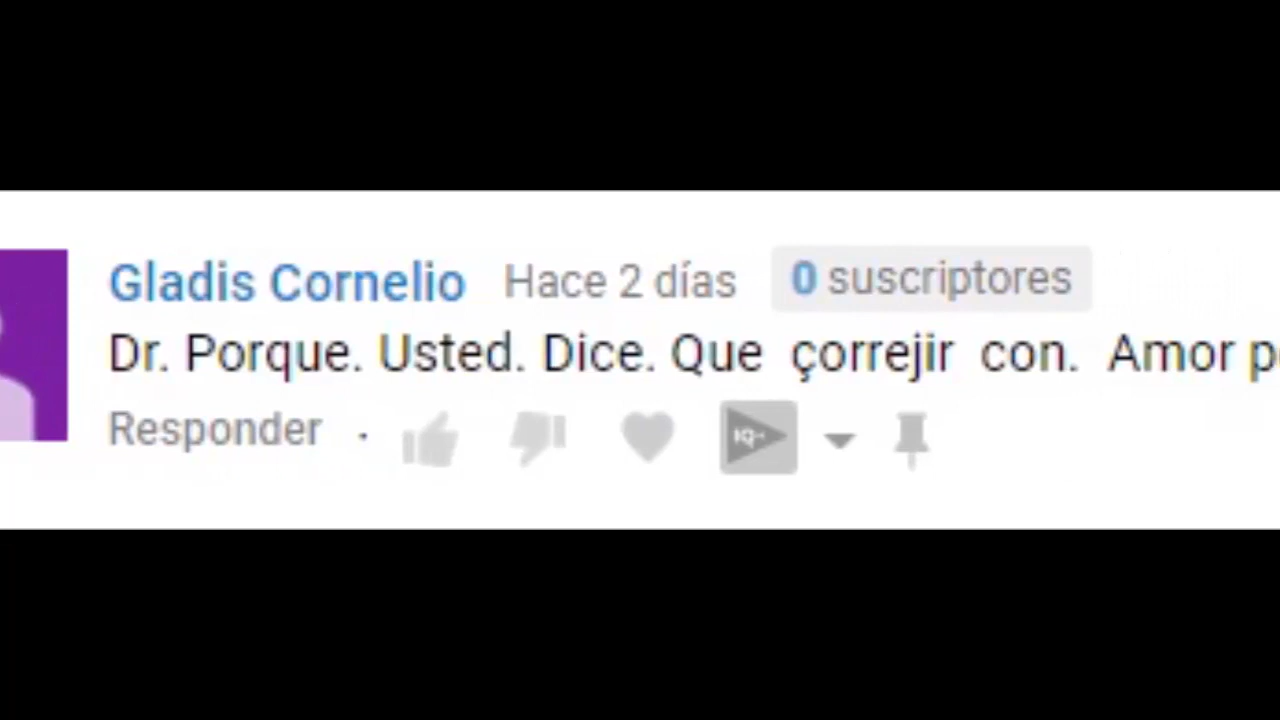 Gladis Cornelio Hace 2 días 0 suscriptores
Dr. Porque. Usted. Dice. Que çorrejir con. Amor
Responder ·